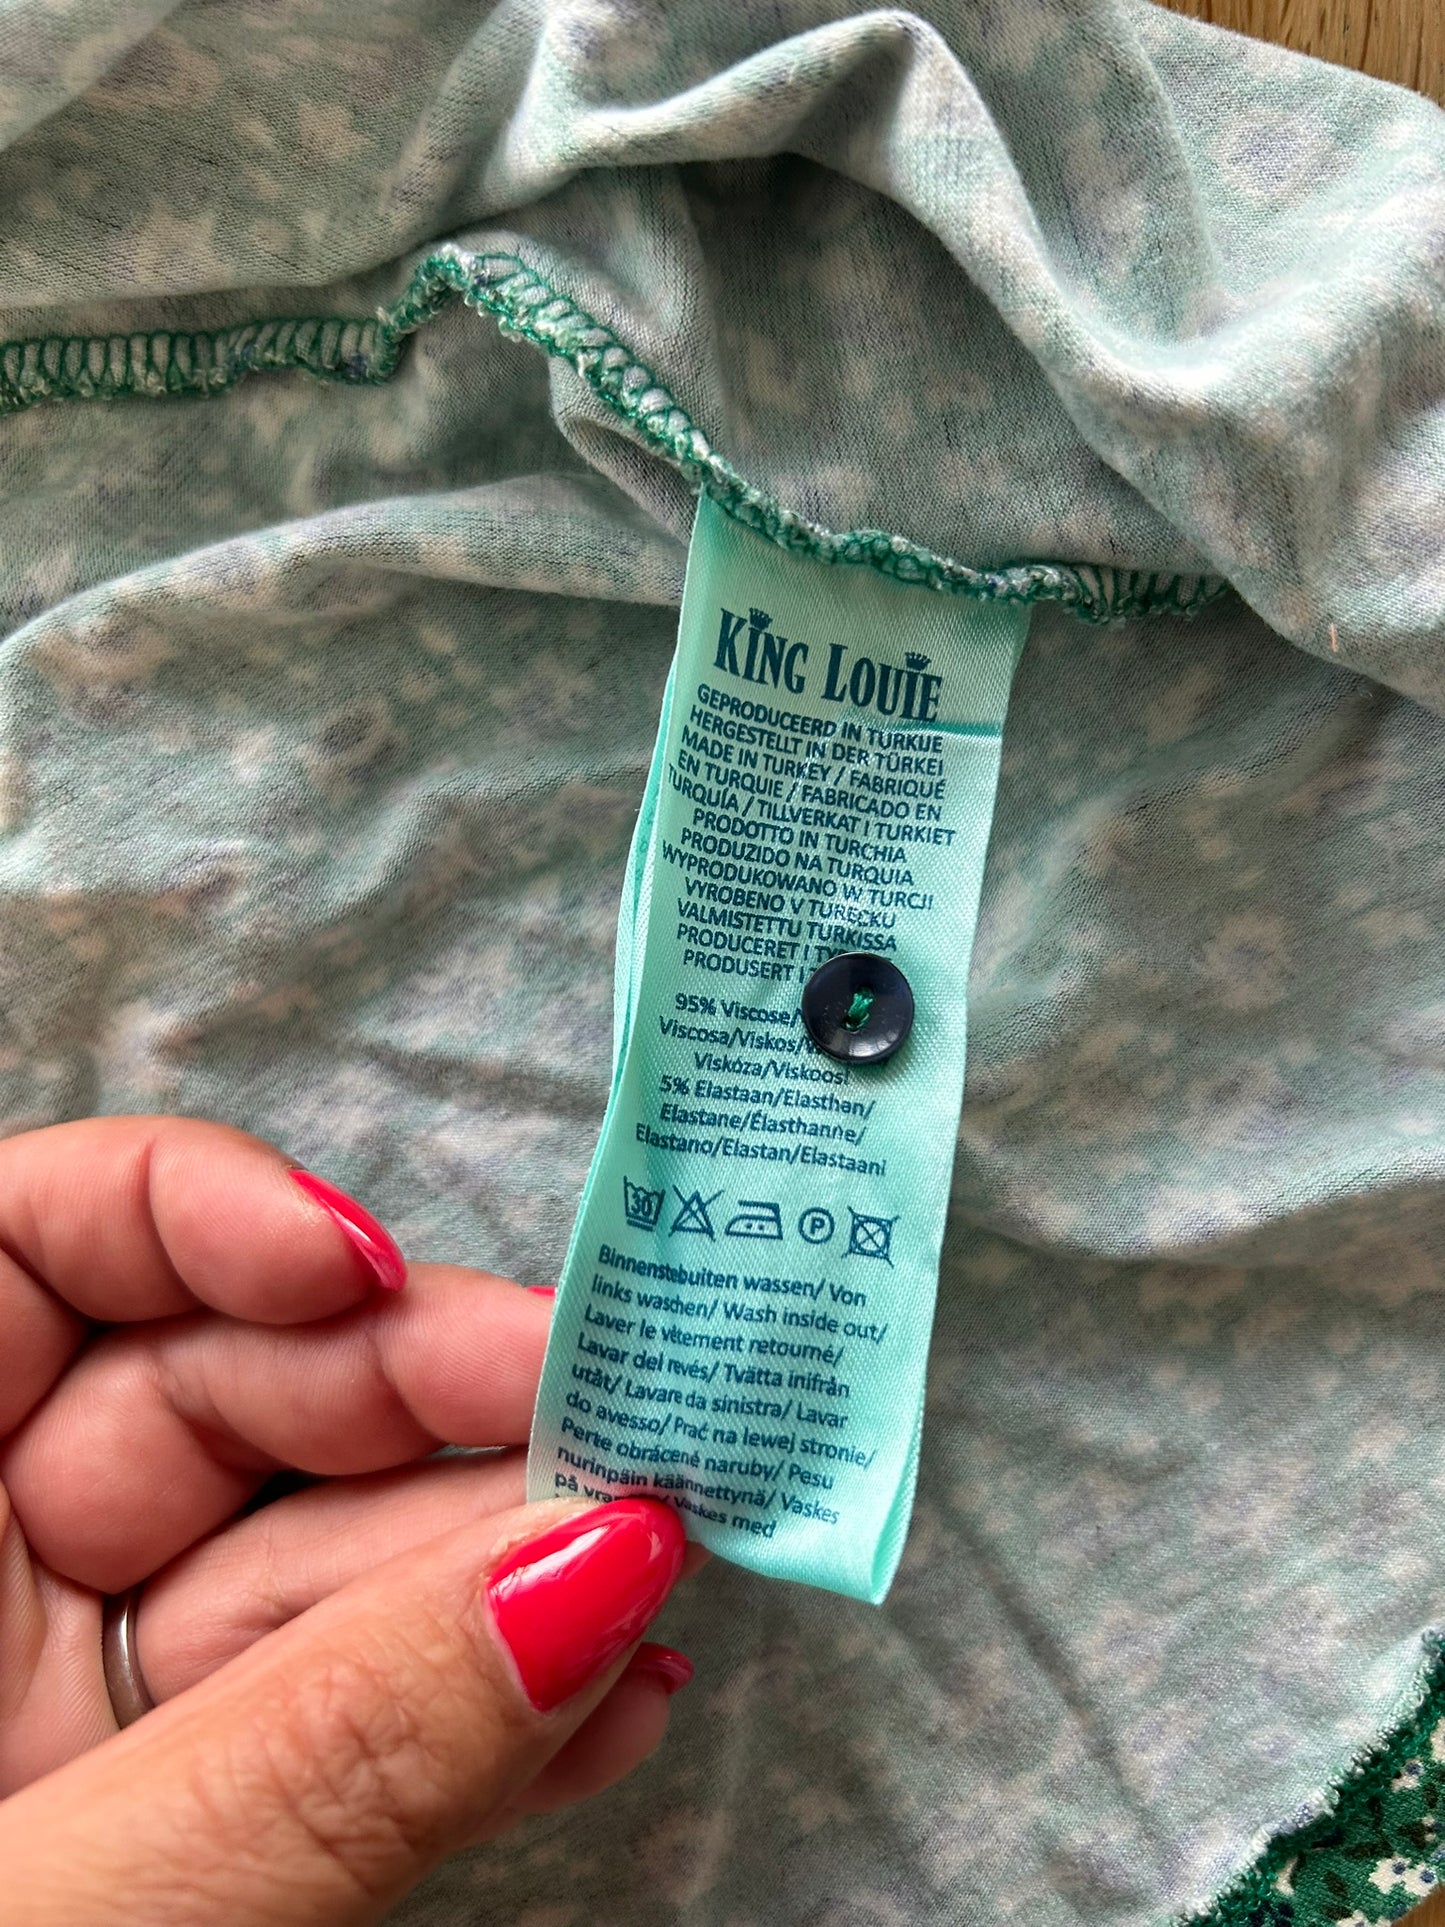 KING LOUIE
GEPRODUCEERD IN TURKIJE
HERGESTELLT IN DER TÜRKEI
MADE IN TURKEY / FABRIQUÉ
EN TURQUIE / FABRICADO EN
TURQUÍA / TILLVERKAT I TURKIET
PRODOTTO IN TURCHIA
PRODUZIDO NA TURQUIA
WYPRODUKOWANO W TURCJI
VYROBENO V TURECKU
VALMISTETTU TURKISSA
PRODUCERET I
PRODUSERT I
95% Viscose/
Viscosa/Viskos/
Viskóza/Viskoosi
5% Elastaan/Elasthan/
Elastane/Élasthanne/
Elastano/Elastan/Elastaani
30 P
Binnenstebuiten wassen/ Von
links waschen/ Wash inside out/
Laver le vêtement retourné/
Lavar del revés/ Tvätta inifrån
utåt/ Lavare da sinistra/ Lavar
do avesso/ Prać na lewej stronie/
Perte obráceně naruby/ Pesu
nurinpäin käännettynä/ Vaskes
på Vaskes med